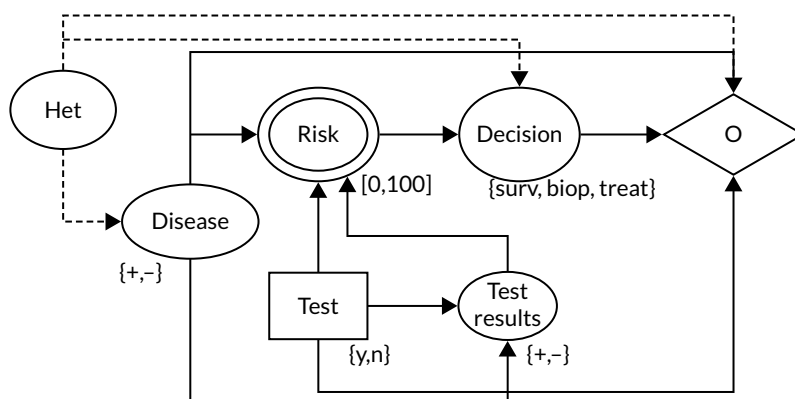 Het
Risk
Decision
O
[0,100]
{surv, biop, treat}
Disease
{+,–}
Test
Test
results
{y,n}
{+,–}